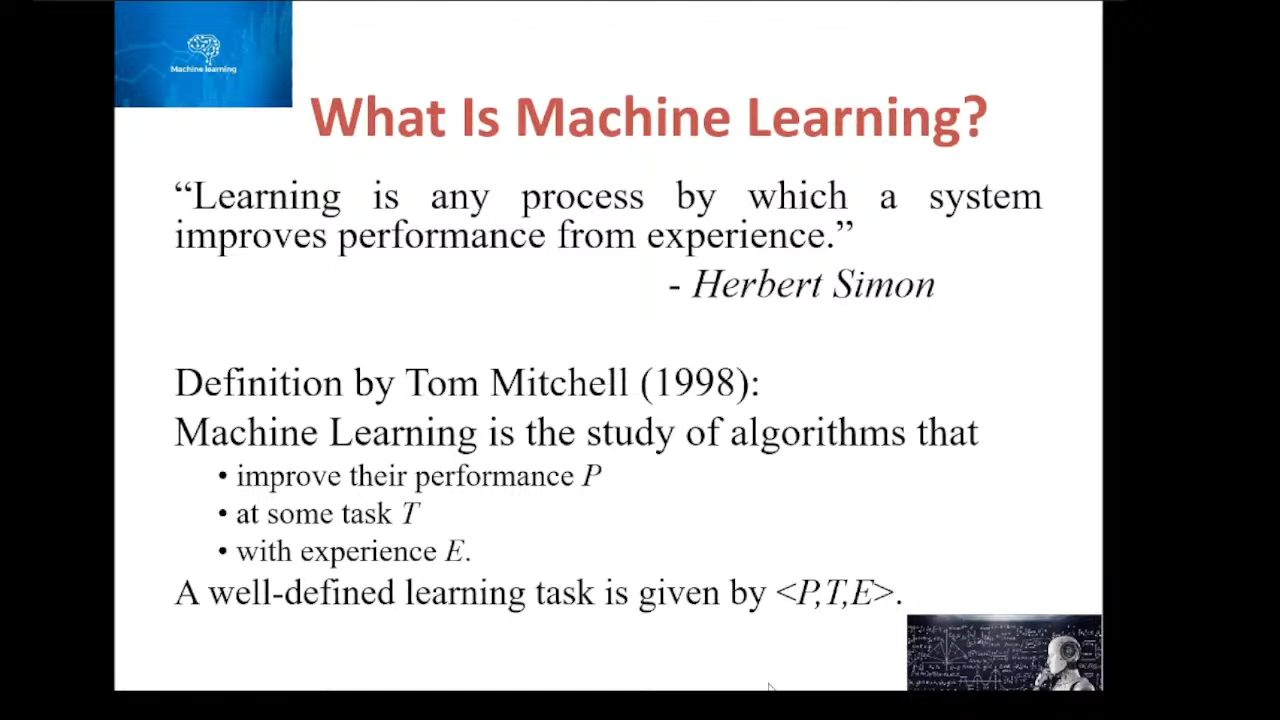 Machine learning
What Is Machine Learning?
“Learning is any process by which a system
improves performance from experience.”
- Herbert Simon
Definition by Tom Mitchell (1998):
Machine Learning is the study of algorithms that
• improve their performance P
• at some task T
• with experience E.
A well-defined learning task is given by <P,T,E>.